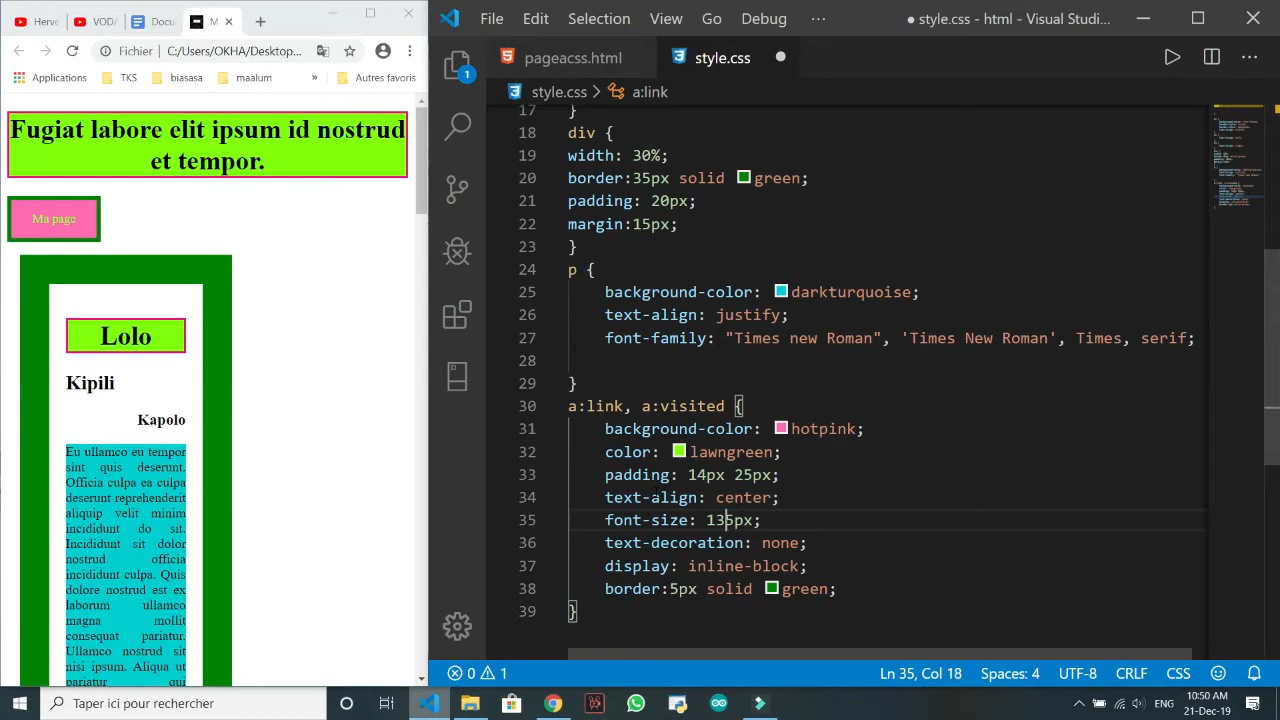 Herve
VODA
Docu
M
Fichier
C:/Users/OKHA/Desktop...
Applications
TKS
biasasa
maalum
»
Autres favoris
Fugiat labore elit ipsum id nostrud
et tempor.
Ma page
Lolo
Kipili
Kapolo
Eu ullamco eu tempor
sint quis deserunt.
Officia culpa ea culpa
deserunt reprehenderit
aliquip velit minim
incididunt do sit.
Incididunt sit dolor
nostrud officia
incididunt culpa. Quis
dolore nostrud est ex
laborum ullamco
magna mollit
consequat pariatur.
Ullamco nostrud sit
nisi ipsum. Aliqua ut
pariatur qui
File Edit Selection View Go Debug ··· ● style.css - html - Visual Studi...
pageacss.html
style.css
style.css > a:link
17 }
18 div {
19 width: 30%;
20 border:35px solid green;
21 padding: 20px;
22 margin:15px;
23 }
24 p {
25 background-color: darkturquoise;
26 text-align: justify;
27 font-family: "Times new Roman", 'Times New Roman', Times, serif;
28
29 }
30 a:link, a:visited {
31 background-color: hotpink;
32 color: lawngreen;
33 padding: 14px 25px;
34 text-align: center;
35 font-size: 135px;
36 text-decoration: none;
37 display: inline-block;
38 border:5px solid green;
39 }
1
0 1
Ln 35, Col 18
Spaces: 4
UTF-8
CRLF
CSS
Taper ici pour rechercher
ENG
10:50 AM
21-Dec-19